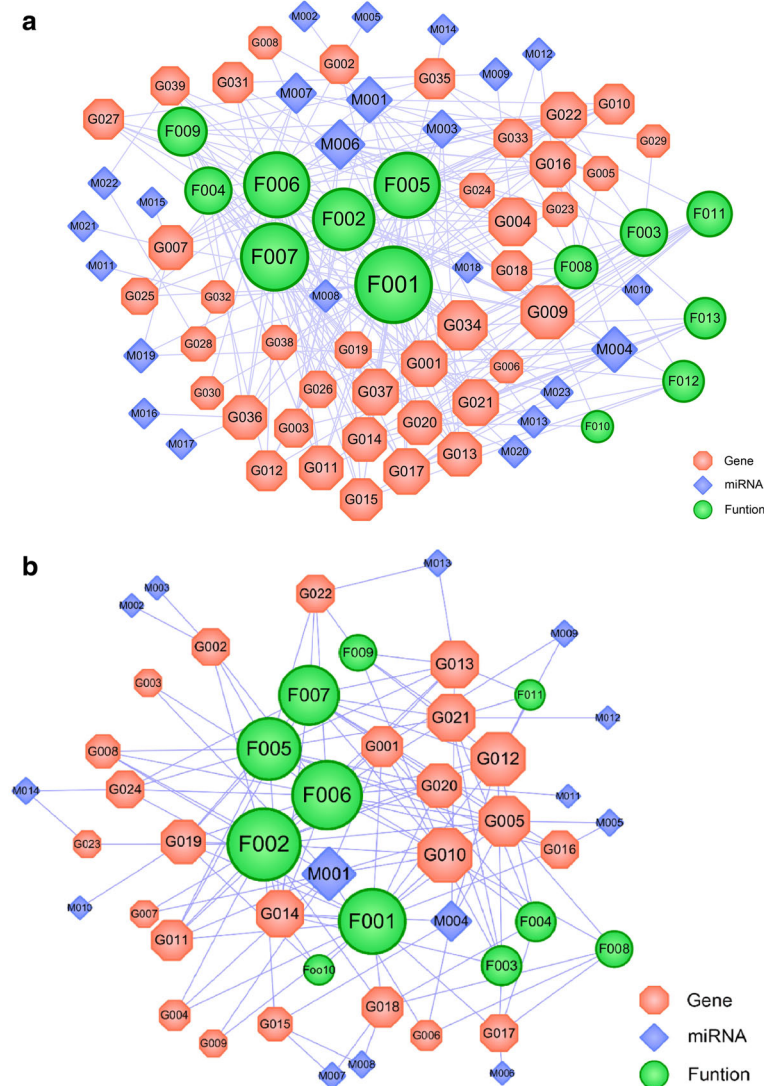 a
M002
M005
M014
G008
G002
M012
M009
G039
G031
G035
M007
M001
G010
G027
G022
F009
M003
G033
G029
M006
G016
G005
M022
F004
F006
F005
G024
M015
F002
G023
F011
M021
G004
F003
G007
F007
M011
M018
F008
G018
F001
G025
G032
M008
M010
G009
F013
G034
G028
G038
G019
M004
M019
G001
G006
F012
G030
G026
G037
M023
G021
M016
G036
G003
G020
M013
F010
M017
G014
G013
M020
G012
G011
G017
G015
Gene
miRNA
Funtion
b
M013
M003
M002
G022
M009
G002
F009
G013
G003
F007
F011
G021
M012
G008
F005
G001
G012
G024
F006
G020
M014
M011
G005
M005
G023
G019
F002
G010
G016
M001
M010
G007
G014
F001
M004
F004
G011
F008
Foo10
F003
G018
G004
G015
G006
G017
G009
M008
M007
M006
Gene
miRNA
Funtion